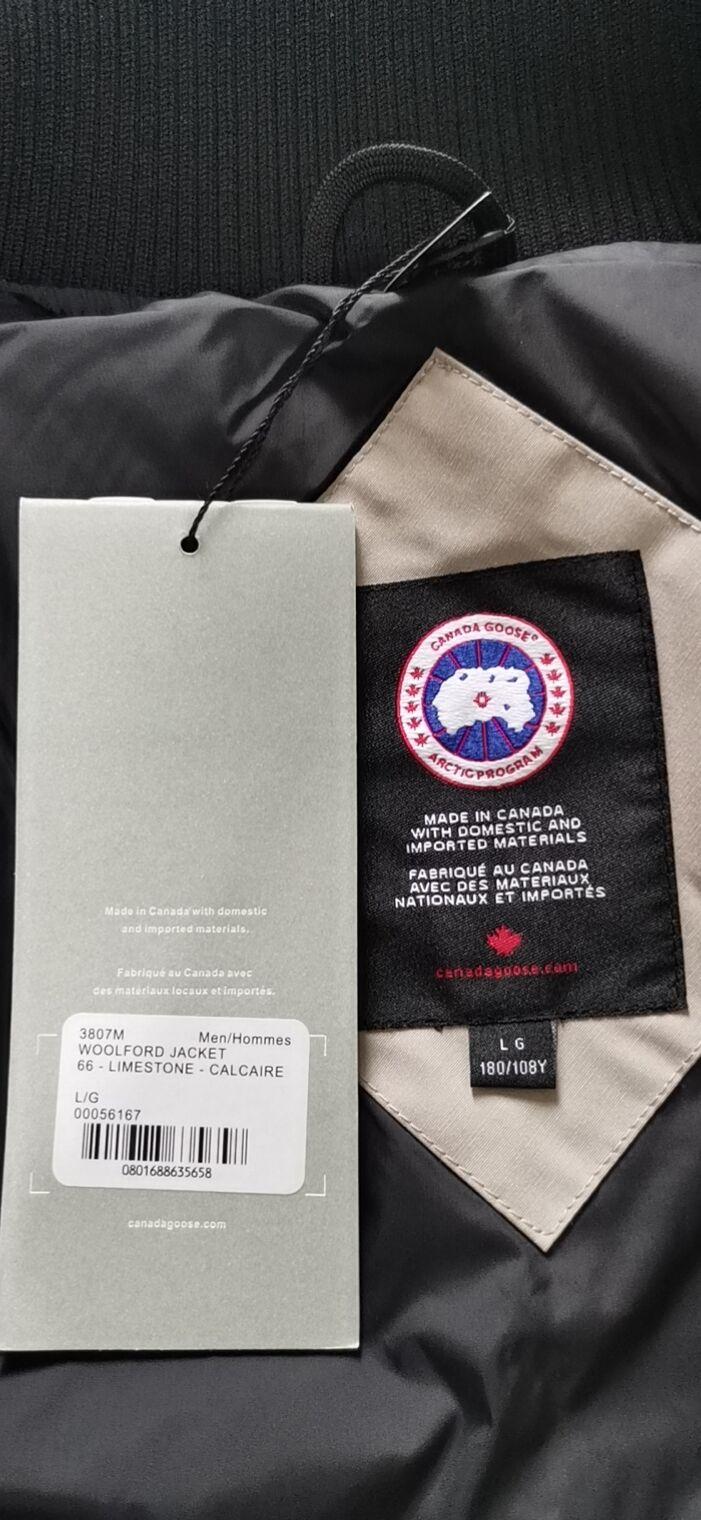 Made in Canada with domestic
and imported materials.
Fabriqué au Canada avec
des matériaux locaux et importés.
3807M Men/Hommes
WOOLFORD JACKET
66 - LIMESTONE - CALCAIRE
L/G
00056167
0801688635658
canadagoose.com
CANADA GOOSE®
ARCTIC PROGRAM
MADE IN CANADA
WITH DOMESTIC AND
IMPORTED MATERIALS
FABRIQUÉ AU CANADA
AVEC DES MATERIAUX
NATIONAUX ET IMPORTÉS
canadagoose.com
L G
180/108Y